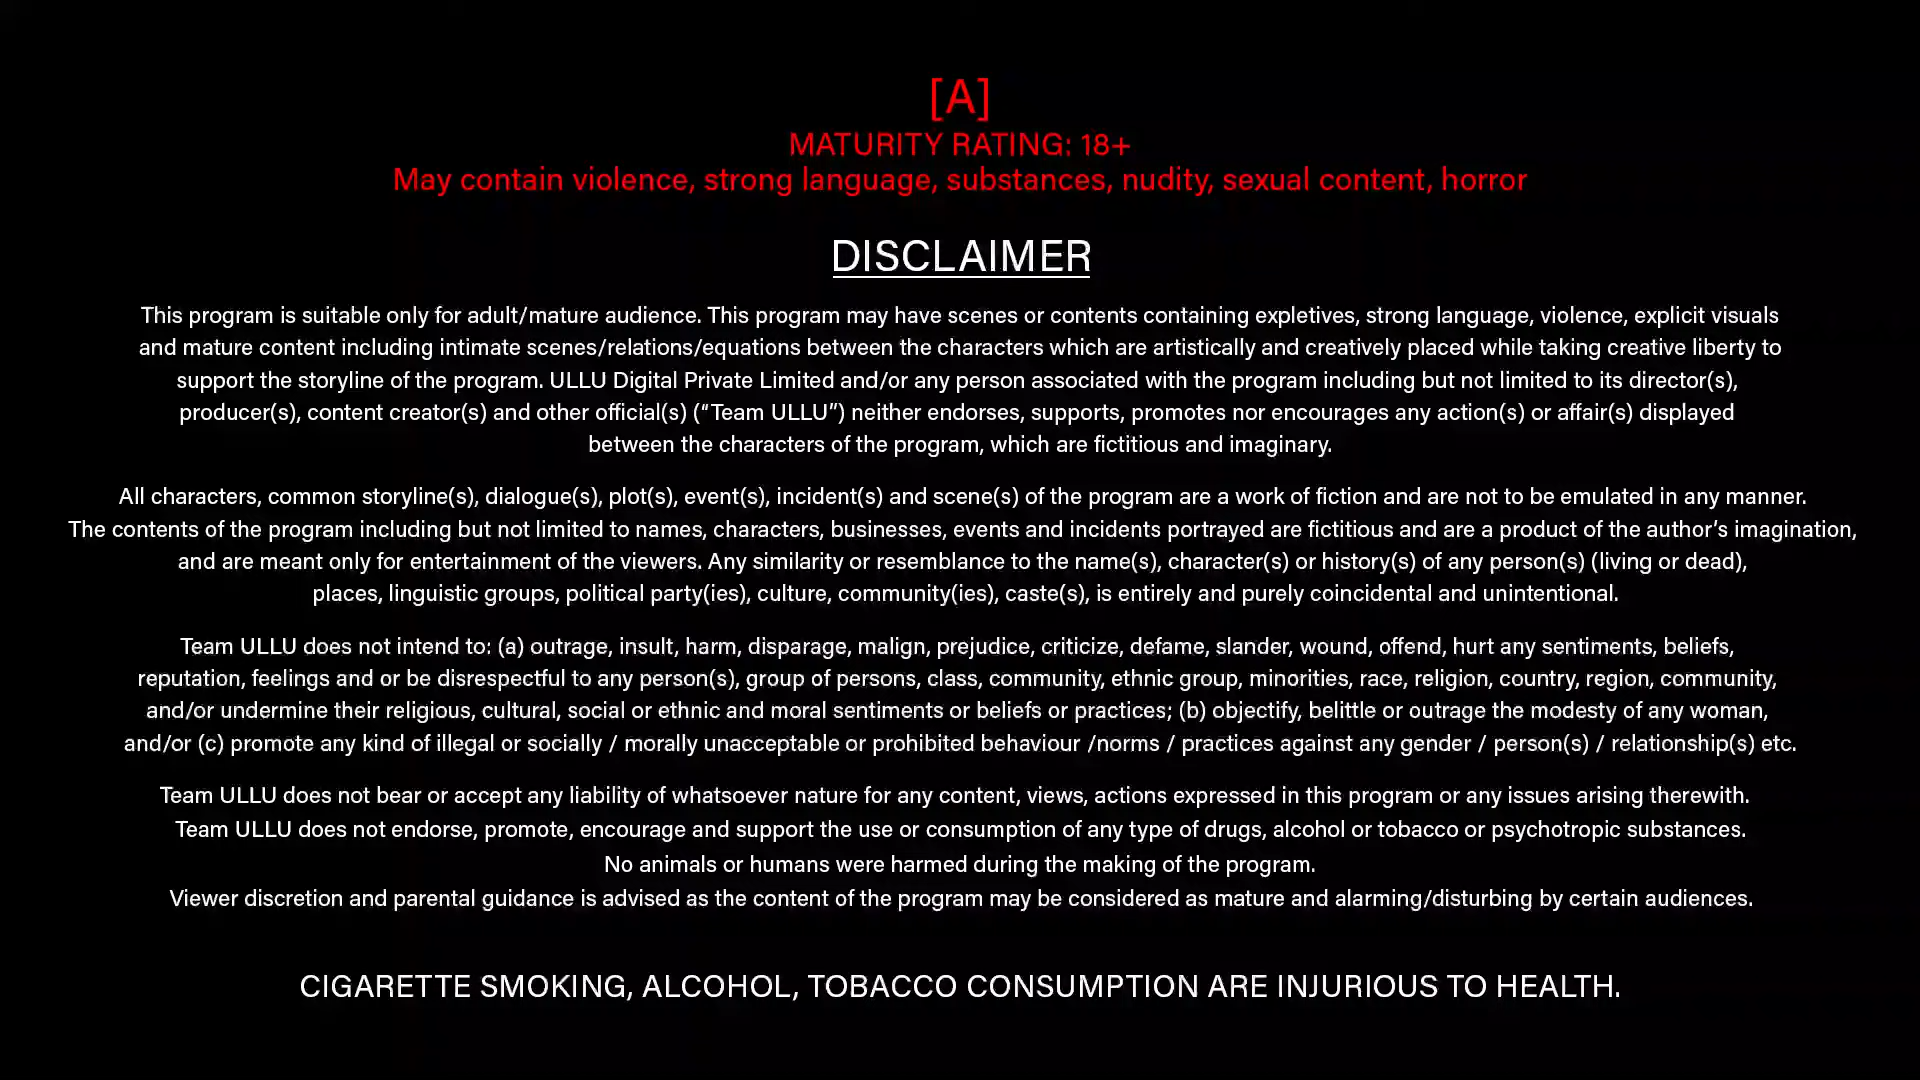 [A]
MATURITY RATING: 18+
May contain violence, strong language, substances, nudity, sexual content, horror
DISCLAIMER
This program is suitable only for adult/mature audience. This program may have scenes or contents containing expletives, strong language, violence, explicit visuals
and mature content including intimate scenes/relations/equations between the characters which are artistically and creatively placed while taking creative liberty to
support the storyline of the program. ULLU Digital Private Limited and/or any person associated with the program including but not limited to its director(s),
producer(s), content creator(s) and other official(s) (“Team ULLU”) neither endorses, supports, promotes nor encourages any action(s) or affair(s) displayed
between the characters of the program, which are fictitious and imaginary.
All characters, common storyline(s), dialogue(s), plot(s), event(s), incident(s) and scene(s) of the program are a work of fiction and are not to be emulated in any manner.
The contents of the program including but not limited to names, characters, businesses, events and incidents portrayed are fictitious and are a product of the author’s imagination,
and are meant only for entertainment of the viewers. Any similarity or resemblance to the name(s), character(s) or history(s) of any person(s) (living or dead),
places, linguistic groups, political party(ies), culture, community(ies), caste(s), is entirely and purely coincidental and unintentional.
Team ULLU does not intend to: (a) outrage, insult, harm, disparage, malign, prejudice, criticize, defame, slander, wound, offend, hurt any sentiments, beliefs,
reputation, feelings and or be disrespectful to any person(s), group of persons, class, community, ethnic group, minorities, race, religion, country, region, community,
and/or undermine their religious, cultural, social or ethnic and moral sentiments or beliefs or practices; (b) objectify, belittle or outrage the modesty of any woman,
and/or (c) promote any kind of illegal or socially / morally unacceptable or prohibited behaviour /norms / practices against any gender / person(s) / relationship(s) etc.
Team ULLU does not bear or accept any liability of whatsoever nature for any content, views, actions expressed in this program or any issues arising therewith.
Team ULLU does not endorse, promote, encourage and support the use or consumption of any type of drugs, alcohol or tobacco or psychotropic substances.
No animals or humans were harmed during the making of the program.
Viewer discretion and parental guidance is advised as the content of the program may be considered as mature and alarming/disturbing by certain audiences.
CIGARETTE SMOKING, ALCOHOL, TOBACCO CONSUMPTION ARE INJURIOUS TO HEALTH.